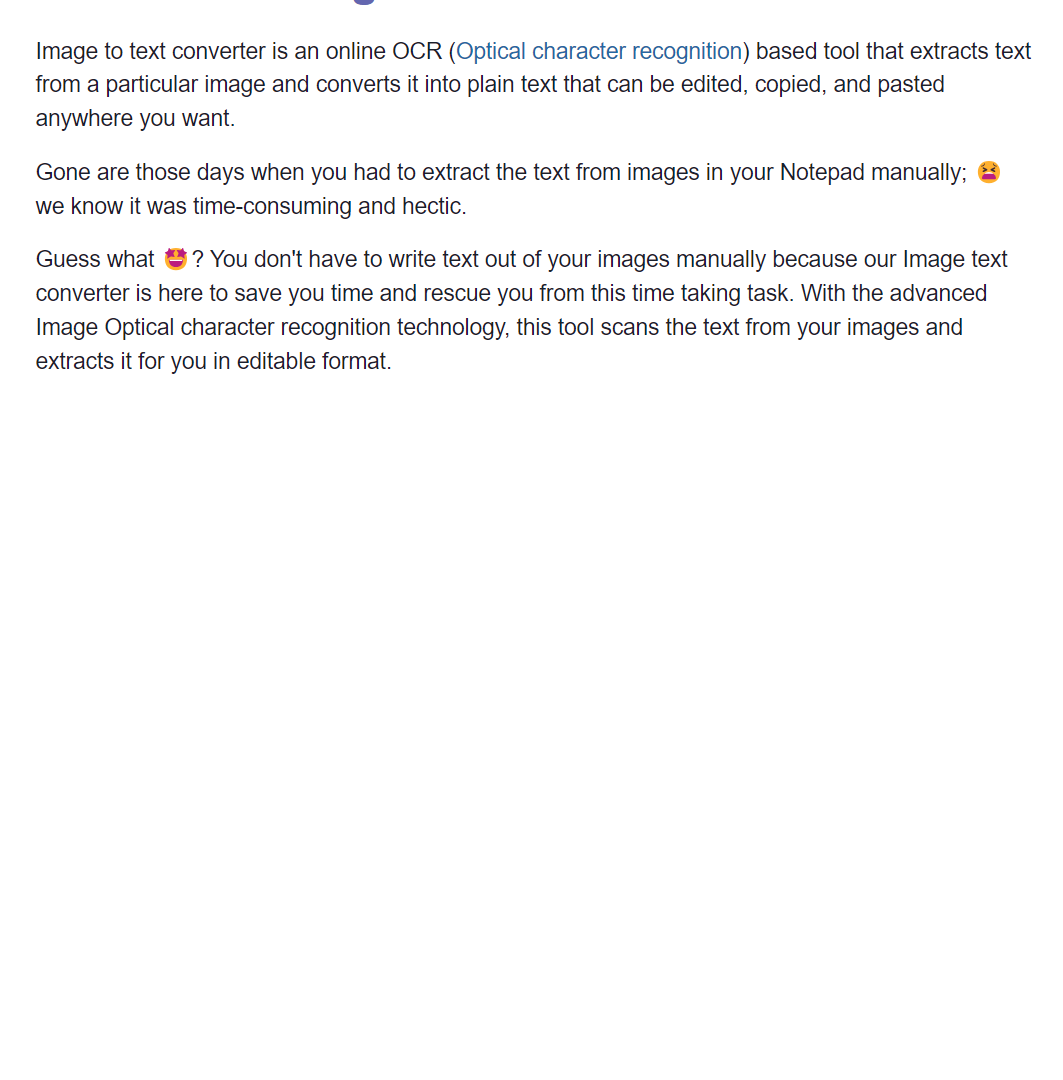 Image to text converter is an online OCR (Optical character recognition) based tool that extracts text
from a particular image and converts it into plain text that can be edited, copied, and pasted
anywhere you want.
Gone are those days when you had to extract the text from images in your Notepad manually; 😫
we know it was time-consuming and hectic.
Guess what 🤩? You don't have to write text out of your images manually because our Image text
converter is here to save you time and rescue you from this time taking task. With the advanced
Image Optical character recognition technology, this tool scans the text from your images and
extracts it for you in editable format.